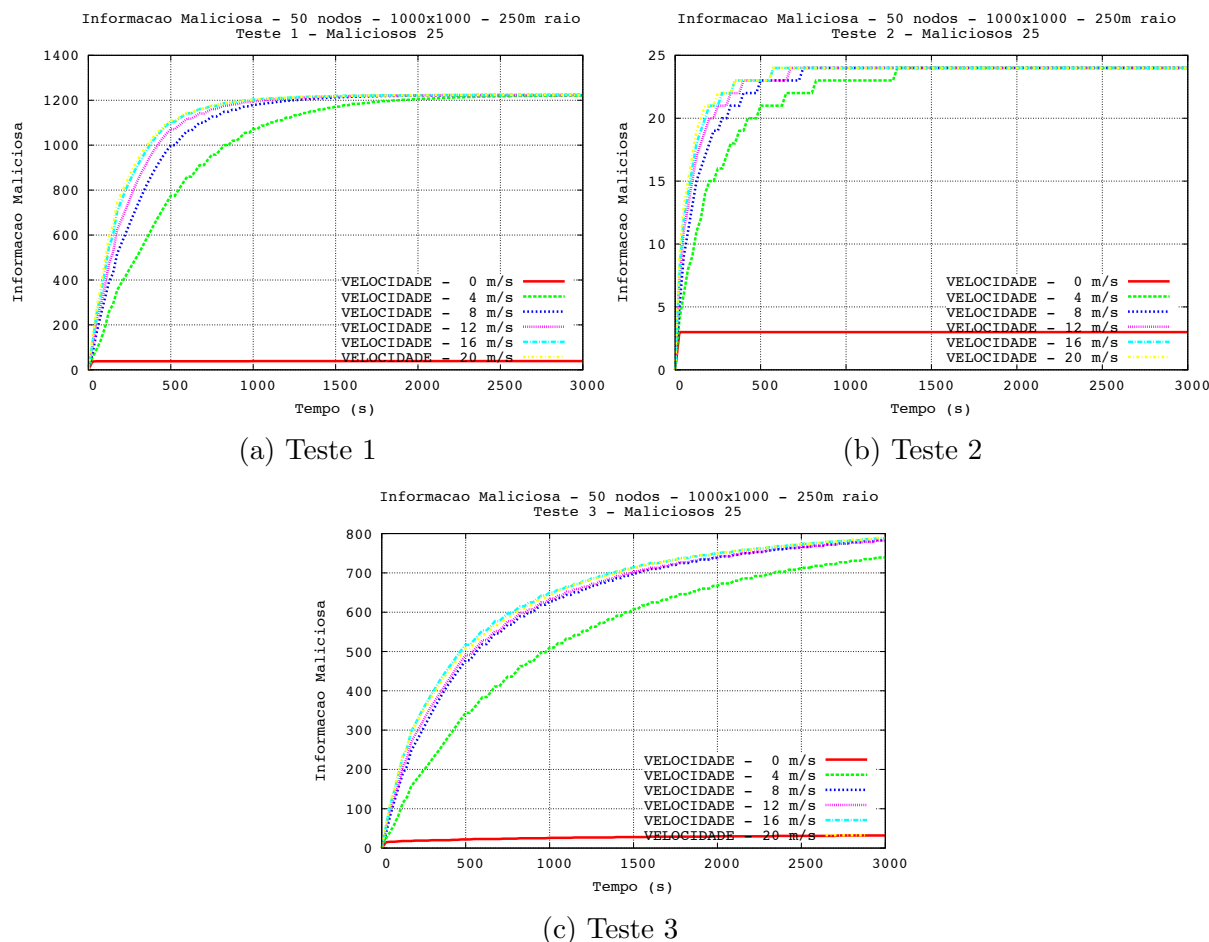 Informacao Maliciosa - 50 nodos - 1000x1000 - 250m raio
Teste 1 - Maliciosos 25
1400
1200
1000
800
600
400
200
0
Informacao Maliciosa
VELOCIDADE - 0 m/s
VELOCIDADE - 4 m/s
VELOCIDADE - 8 m/s
VELOCIDADE - 12 m/s
VELOCIDADE - 16 m/s
VELOCIDADE - 20 m/s
0 500 1000 1500 2000 2500 3000
Tempo (s)
(a) Teste 1
Informacao Maliciosa - 50 nodos - 1000x1000 - 250m raio
Teste 2 - Maliciosos 25
25
20
15
10
5
0
Informacao Maliciosa
VELOCIDADE - 0 m/s
VELOCIDADE - 4 m/s
VELOCIDADE - 8 m/s
VELOCIDADE - 12 m/s
VELOCIDADE - 16 m/s
VELOCIDADE - 20 m/s
0 500 1000 1500 2000 2500 3000
Tempo (s)
(b) Teste 2
Informacao Maliciosa - 50 nodos - 1000x1000 - 250m raio
Teste 3 - Maliciosos 25
800
700
600
500
400
300
200
100
0
Informacao Maliciosa
VELOCIDADE - 0 m/s
VELOCIDADE - 4 m/s
VELOCIDADE - 8 m/s
VELOCIDADE - 12 m/s
VELOCIDADE - 16 m/s
VELOCIDADE - 20 m/s
0 500 1000 1500 2000 2500 3000
Tempo (s)
(c) Teste 3